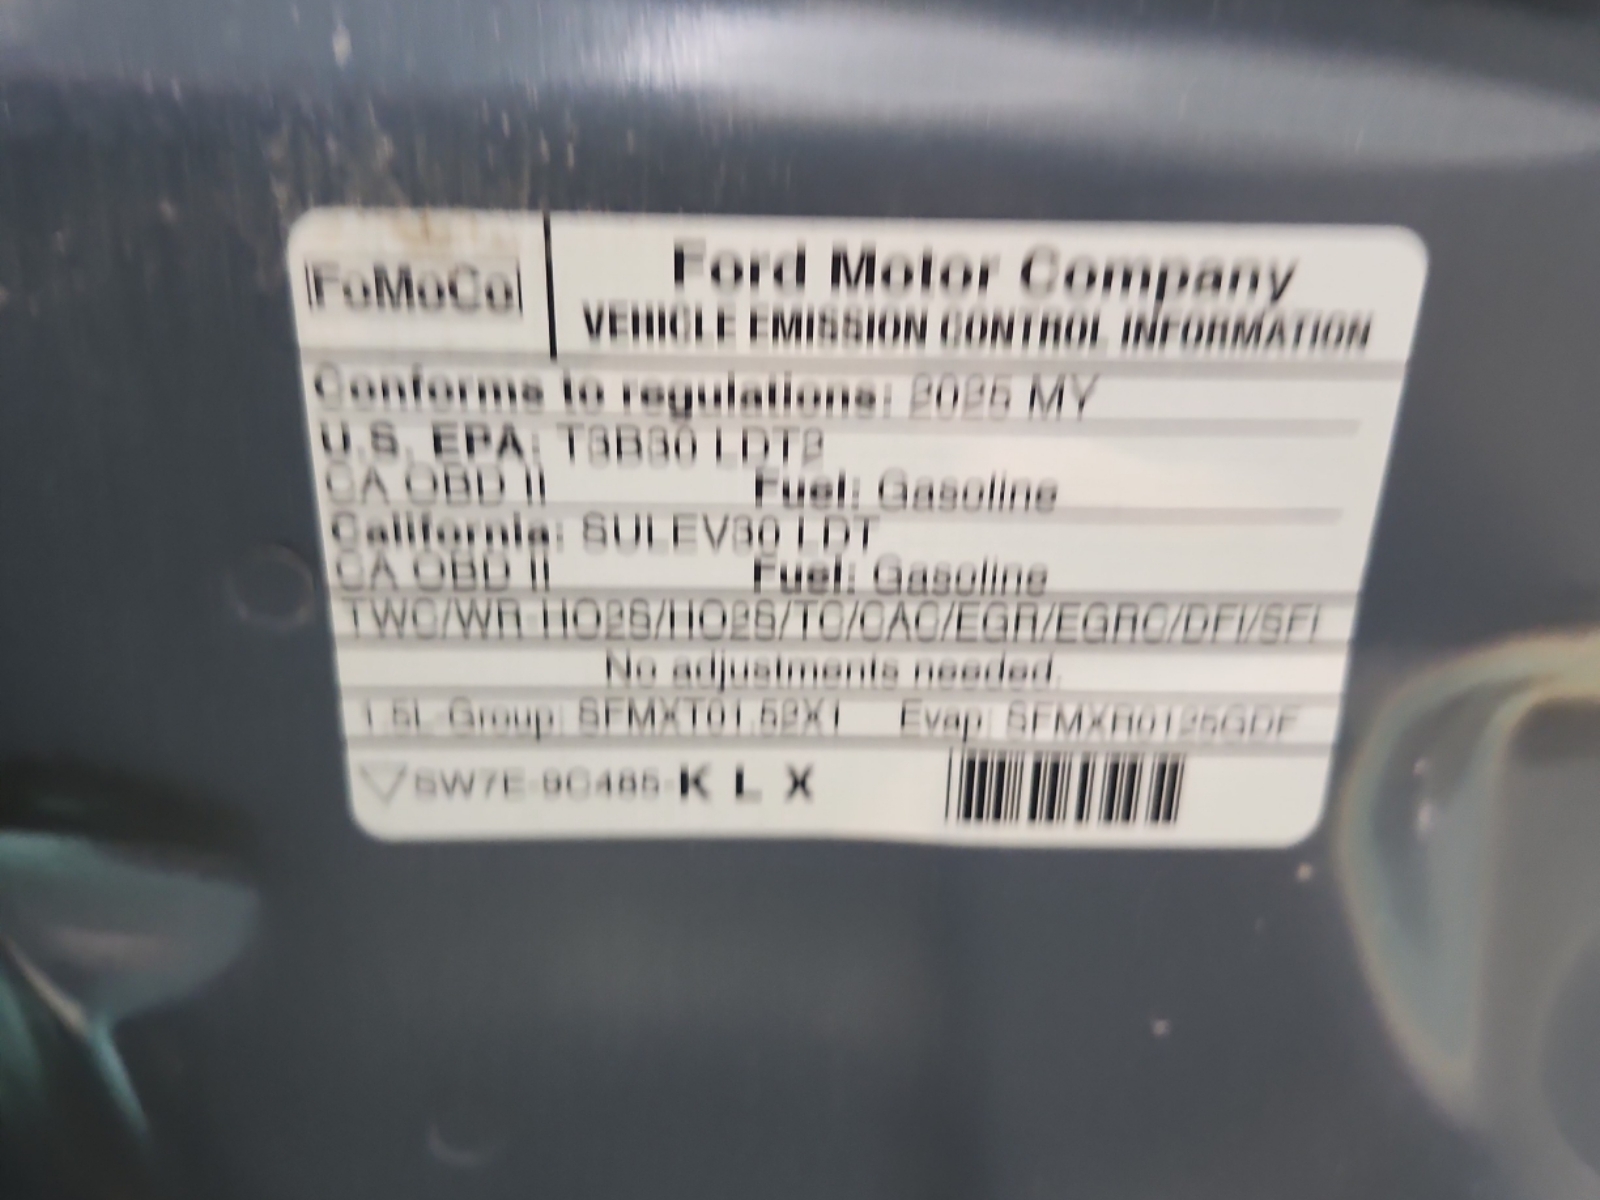 FoMoCo
Ford Motor Company
VEHICLE EMISSION CONTROL INFORMATION
Conforms to regulations: 2025 MY
U.S. EPA: T3B30 LDT2
CA OBD II Fuel: Gasoline
California: SULEV30 LDT
CA OBD II Fuel: Gasoline
TWC/WR-HO2S/HO2S/TC/CAC/EGR/EGRC/DFI/SFI
No adjustments needed.
1.5L-Group: SFMXT01.52X1 Evap: SFMXR0125GDF
SW7E-9C485-K L X